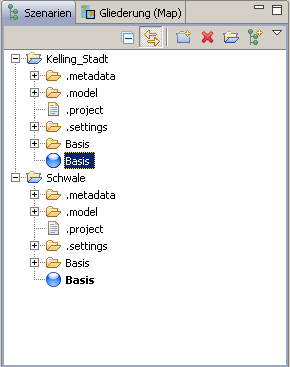 Szenarien Gliederung (Map)
Kelling_Stadt
.metadata
.model
.project
.settings
Basis
Basis
Schwale
.metadata
.model
.project
.settings
Basis
Basis